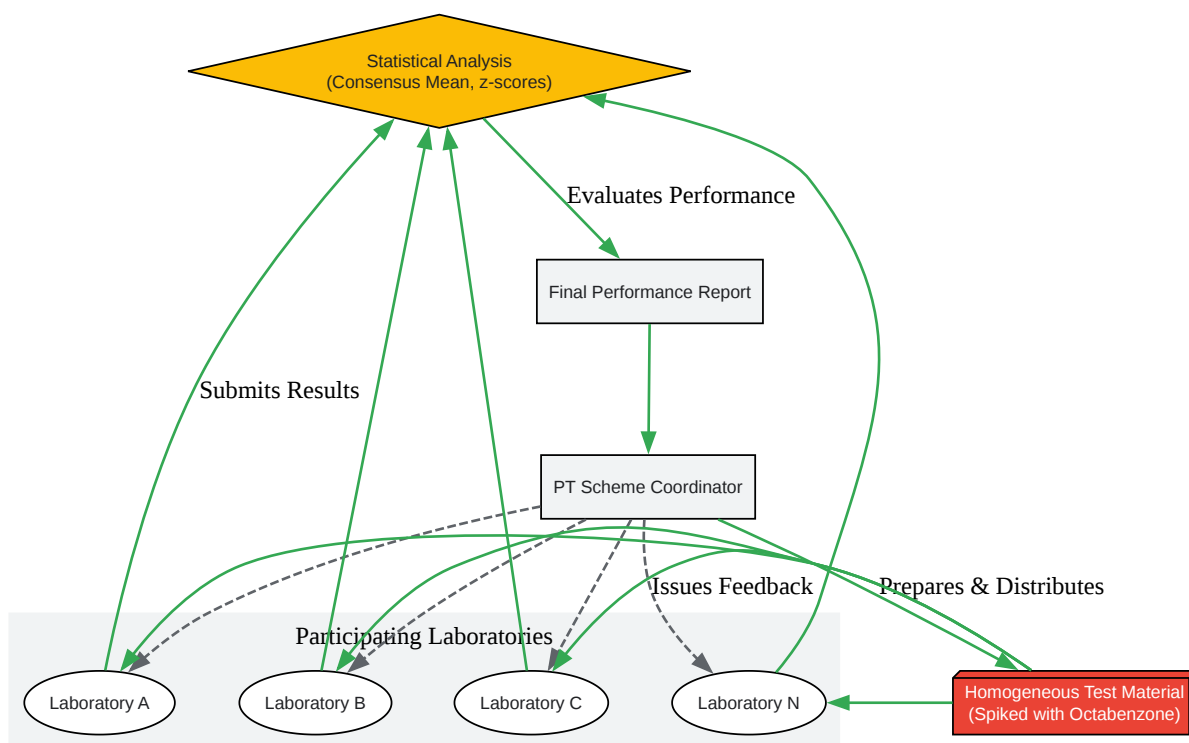 Statistical Analysis
(Consensus Mean, z-scores)
Evaluates Performance
Final Performance Report
Submits Results
PT Scheme Coordinator
Issues Feedback
Prepares & Distributes
Participating Laboratories
Laboratory A
Laboratory B
Laboratory C
Laboratory N
Homogeneous Test Material
(Spiked with Octabenzone)